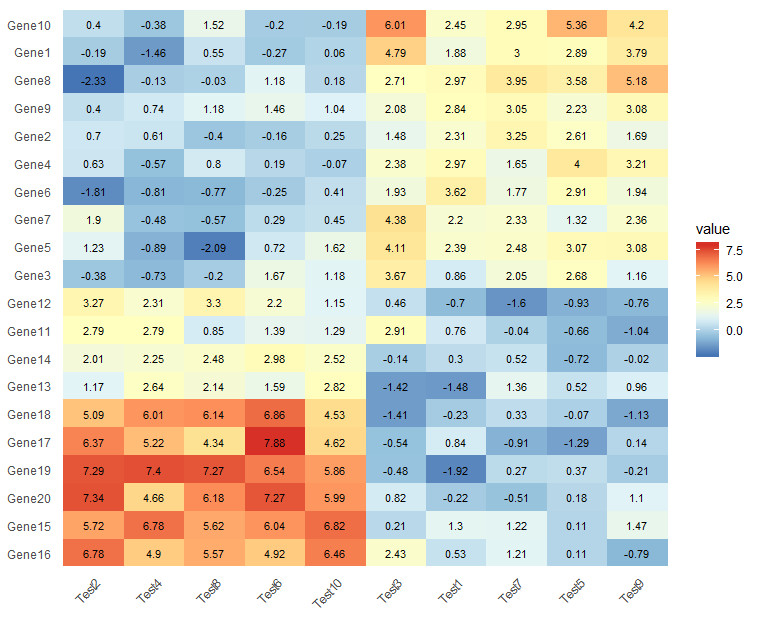 Gene10 0.4 -0.38 1.52 -0.2 -0.19 6.01 2.45 2.95 5.36 4.2
Gene1 -0.19 -1.46 0.55 -0.27 0.06 4.79 1.88 3 2.89 3.79
Gene8 -2.33 -0.13 -0.03 1.18 0.18 2.71 2.97 3.95 3.58 5.18
Gene9 0.4 0.74 1.18 1.46 1.04 2.08 2.84 3.05 2.23 3.08
Gene2 0.7 0.61 -0.4 -0.16 0.25 1.48 2.31 3.25 2.61 1.69
Gene4 0.63 -0.57 0.8 0.19 -0.07 2.38 2.97 1.65 4 3.21
Gene6 -1.81 -0.81 -0.77 -0.25 0.41 1.93 3.62 1.77 2.91 1.94
Gene7 1.9 -0.48 -0.57 0.29 0.45 4.38 2.2 2.33 1.32 2.36
Gene5 1.23 -0.89 -2.09 0.72 1.62 4.11 2.39 2.48 3.07 3.08
Gene3 -0.38 -0.73 -0.2 1.67 1.18 3.67 0.86 2.05 2.68 1.16
Gene12 3.27 2.31 3.3 2.2 1.15 0.46 -0.7 -1.6 -0.93 -0.76
Gene11 2.79 2.79 0.85 1.39 1.29 2.91 0.76 -0.04 -0.66 -1.04
Gene14 2.01 2.25 2.48 2.98 2.52 -0.14 0.3 0.52 -0.72 -0.02
Gene13 1.17 2.64 2.14 1.59 2.82 -1.42 -1.48 1.36 0.52 0.96
Gene18 5.09 6.01 6.14 6.86 4.53 -1.41 -0.23 0.33 -0.07 -1.13
Gene17 6.37 5.22 4.34 7.88 4.62 -0.54 0.84 -0.91 -1.29 0.14
Gene19 7.29 7.4 7.27 6.54 5.86 -0.48 -1.92 0.27 0.37 -0.21
Gene20 7.34 4.66 6.18 7.27 5.99 0.82 -0.22 -0.51 0.18 1.1
Gene15 5.72 6.78 5.62 6.04 6.82 0.21 1.3 1.22 0.11 1.47
Gene16 6.78 4.9 5.57 4.92 6.46 2.43 0.53 1.21 0.11 -0.79
Test2 Test4 Test8 Test6 Test10 Test3 Test1 Test7 Test5 Test9
value
7.5
5.0
2.5
0.0